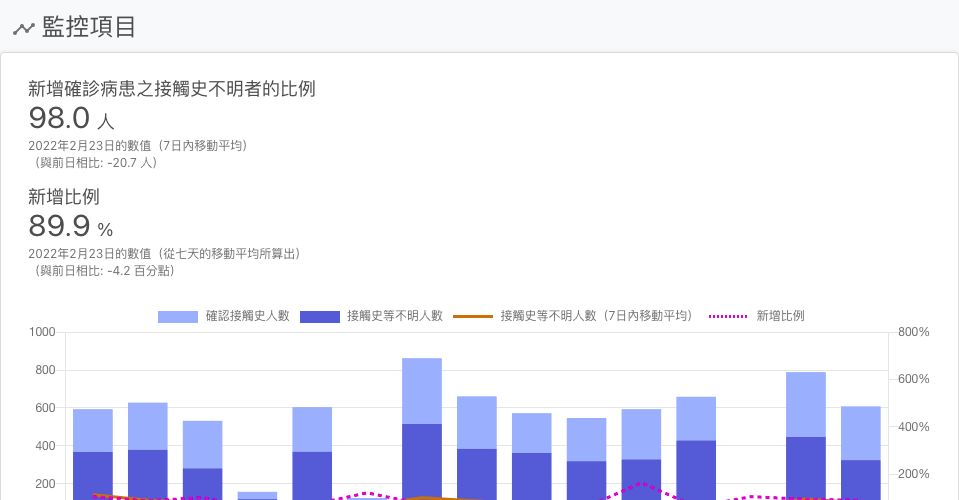 監控項目
新增確診病患之接觸史不明者的比例
98.0 人
2022年2月23日的數值（7日內移動平均）
（與前日相比: -20.7 人）
新增比例
89.9 %
2022年2月23日的數值（從七天的移動平均所算出）
（與前日相比: -4.2 百分點）
確認接觸史人數 接觸史等不明人數 接觸史等不明人數（7日內移動平均） 新增比例
1000 800%
800
600%
600
400%
400
200%
200